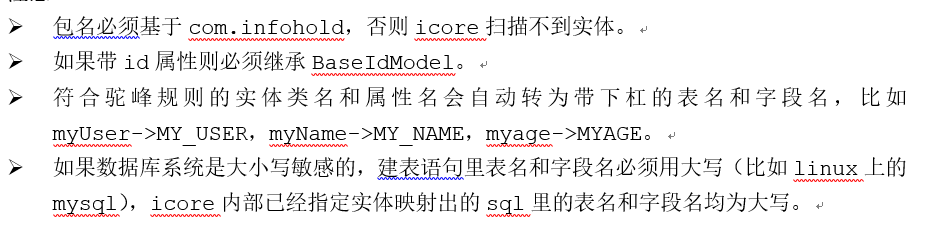 包名必须基于 com.infohold，否则 icore 扫描不到实体。
如果带 id 属性则必须继承 BaseIdModel。
符合驼峰规则的实体类名和属性名会自动转为带下杠的表名和字段名，比如
myUser->MY_USER，myName->MY_NAME，myage->MYAGE。
如果数据库系统是大小写敏感的，建表语句里表名和字段名必须用大写（比如 linux 上的
mysql），icore 内部已经指定实体映射出的 sql 里的表名和字段名均为大写。